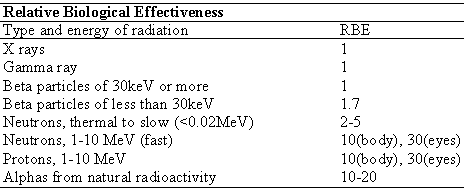 Relative Biological Effectiveness
Type and energy of radiation RBE
X rays 1
Gamma ray 1
Beta particles of 30keV or more 1
Beta particles of less than 30keV 1.7
Neutrons, thermal to slow (<0.02MeV) 2-5
Neutrons, 1-10 MeV (fast) 10(body), 30(eyes)
Protons, 1-10 MeV 10(body), 30(eyes)
Alphas from natural radioactivity 10-20